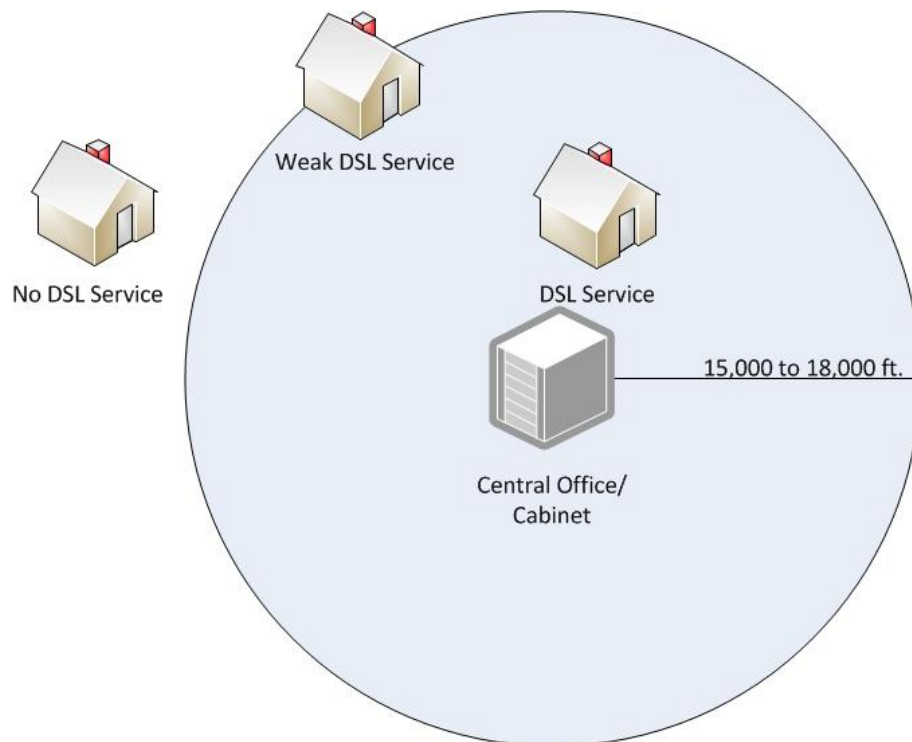 Weak DSL Service
No DSL Service
DSL Service
15,000 to 18,000 ft.
Central Office/
Cabinet